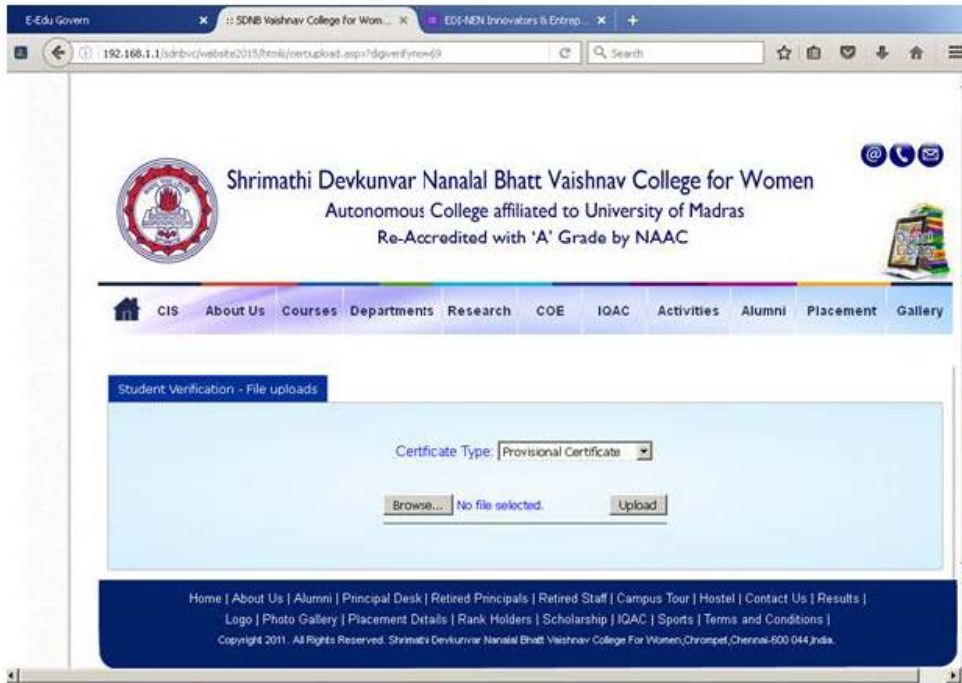 E-Edu Govern
:: SDNB Vaishnav College for Wom...
EDI-NEN Innovators & Entrep...
192.168.1.1/sdnbvc/website2015/html/certupload.aspx?digiverifyno=69
Search
Shrimathi Devkunvar Nanalal Bhatt Vaishnav College for Women
Autonomous College affiliated to University of Madras
Re-Accredited with 'A' Grade by NAAC
Digital
Library
CIS About Us Courses Departments Research COE IQAC Activities Alumni Placement Gallery
Student Verification - File uploads
Certificate Type: Provisional Certificate
Browse... No file selected. Upload
Home | About Us | Alumni | Principal Desk | Retired Principals | Retired Staff | Campus Tour | Hostel | Contact Us | Results |
Logo | Photo Gallery | Placement Details | Rank Holders | Scholarship | IQAC | Sports | Terms and Conditions |
Copyright 2011. All Rights Reserved. Shrimathi Devkunvar Nanalal Bhatt Vaishnav College For Women,Chrompet,Chennai-600 044,India.